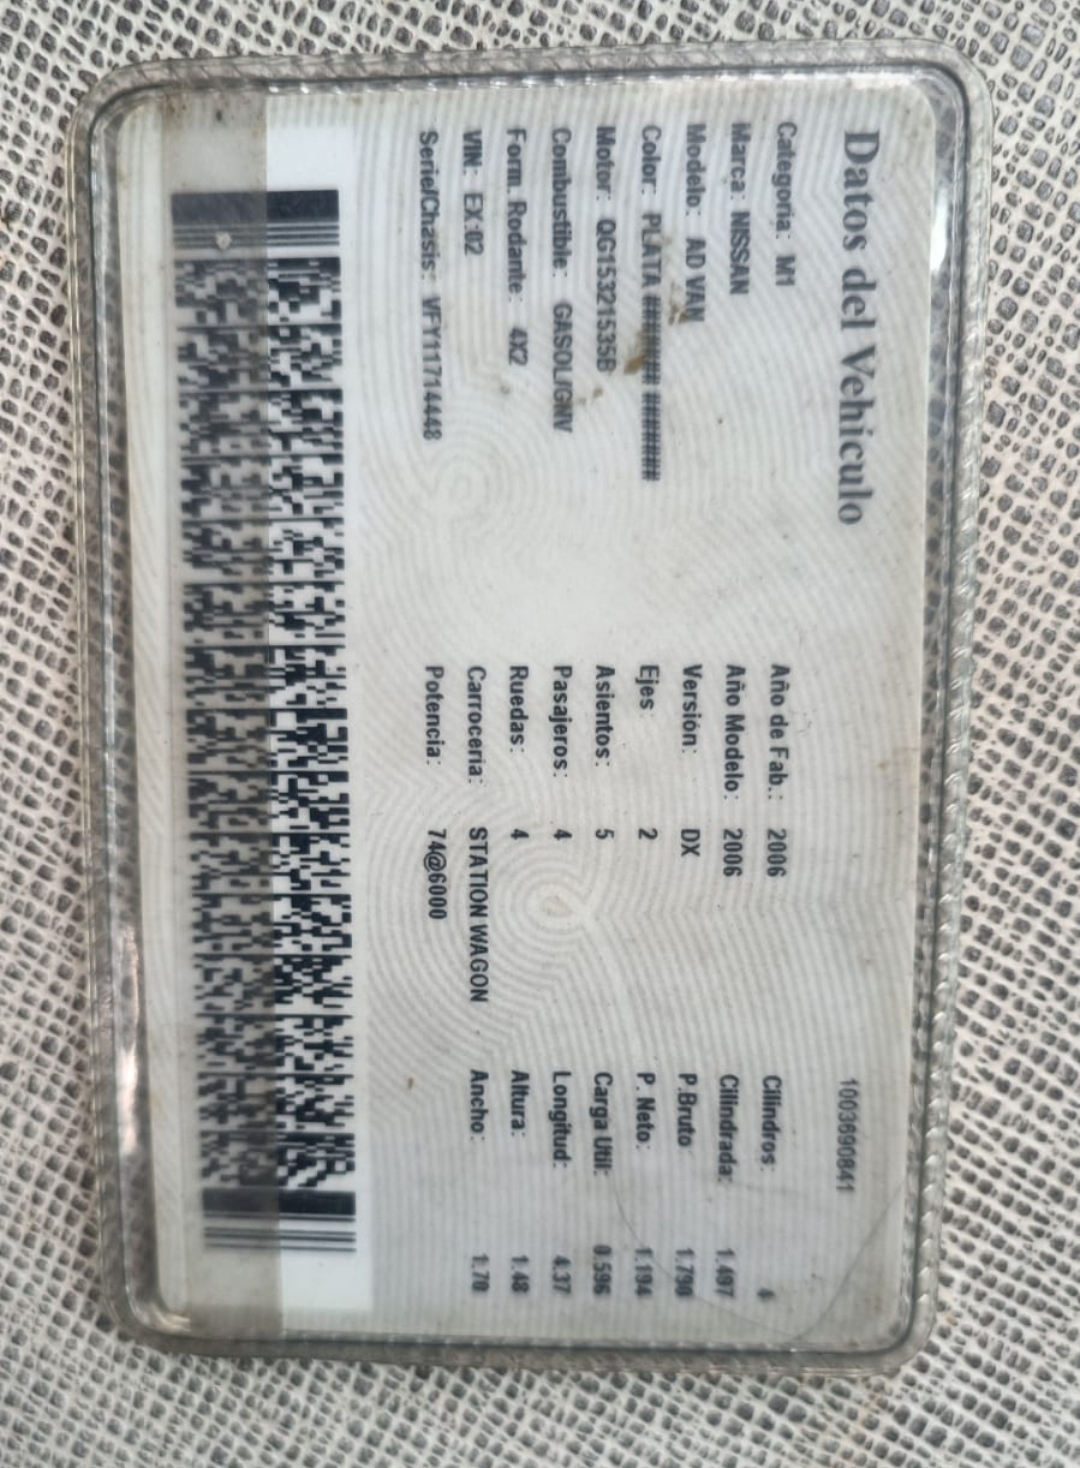 Datos del Vehículo
1003690841
Categoria: M1
Marca: NISSAN
Modelo: AD VAN
Color: PLATA ####### #######
Motor: QG15321535B
Combustible: GASOL/GNV
Form. Rodante: 4X2
VIN: EX:02
Serie/Chasis: VFY11714448
Año de Fab.: 2006
Año Modelo: 2006
Version: DX
Ejes: 2
Asientos: 5
Pasajeros: 4
Ruedas: 4
Carroceria: STATION WAGON
Potencia: 74@6000
Cilindros: 4
Cilindrada: 1.497
P.Bruto 1.790
P. Neto: 1.194
Carga Util: 0.596
Longitud: 4.37
Altura: 1.48
Ancho: 1.70